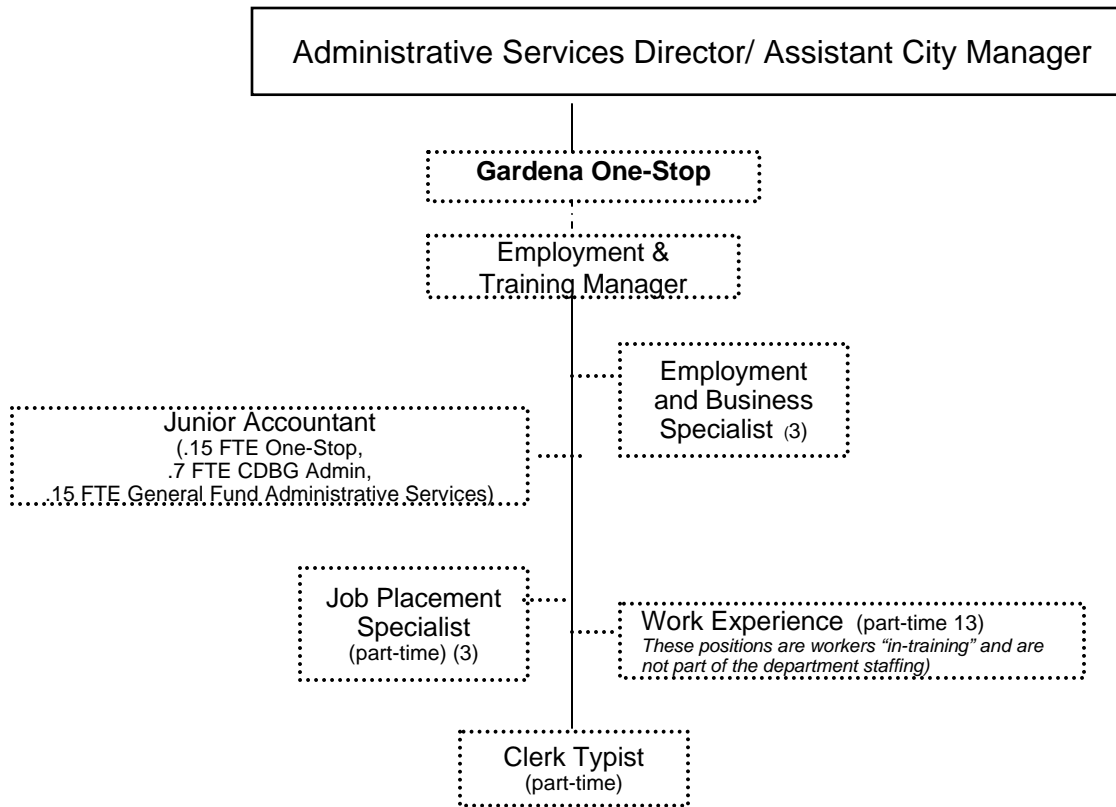 Administrative Services Director/ Assistant City Manager
Gardena One-Stop
Employment &
Training Manager
Employment
and Business
Specialist (3)
Junior Accountant
(.15 FTE One-Stop,
.7 FTE CDBG Admin,
.15 FTE General Fund Administrative Services)
Job Placement
Specialist
(part-time) (3)
Work Experience (part-time 13)
These positions are workers “in-training” and are
not part of the department staffing)
Clerk Typist
(part-time)